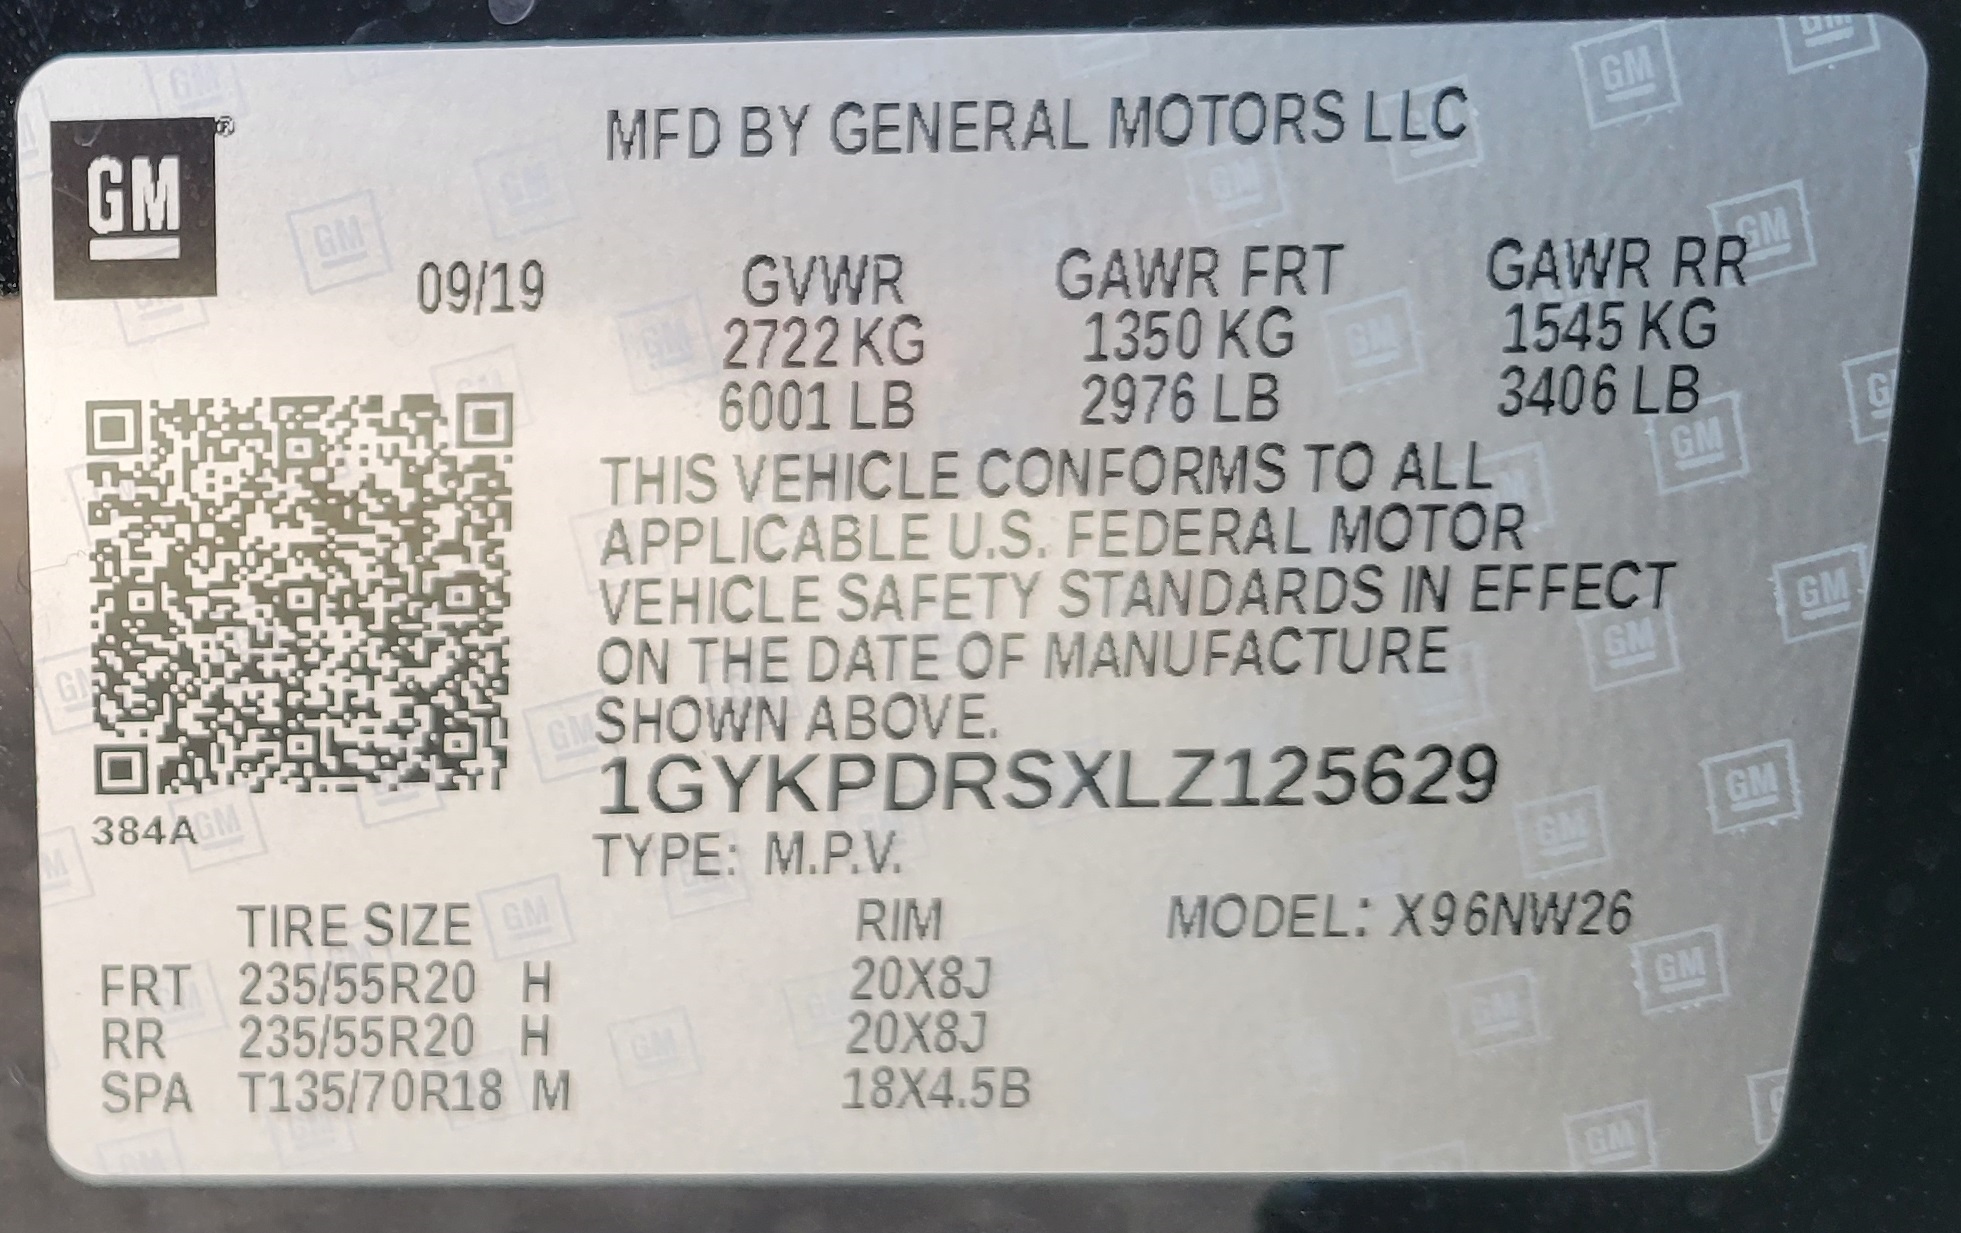 GM®
MFD BY GENERAL MOTORS LLC
09/19 GVWR GAWR FRT GAWR RR
2722 KG 1350 KG 1545 KG
6001 LB 2976 LB 3406 LB
THIS VEHICLE CONFORMS TO ALL
APPLICABLE U.S. FEDERAL MOTOR
VEHICLE SAFETY STANDARDS IN EFFECT
ON THE DATE OF MANUFACTURE
SHOWN ABOVE.
1GYKPDRSXLZ125629
384A
TYPE: M.P.V.
TIRE SIZE RIM MODEL: X96NW26
FRT 235/55R20 H 20X8J
RR 235/55R20 H 20X8J
SPA T135/70R18 M 18X4.5B